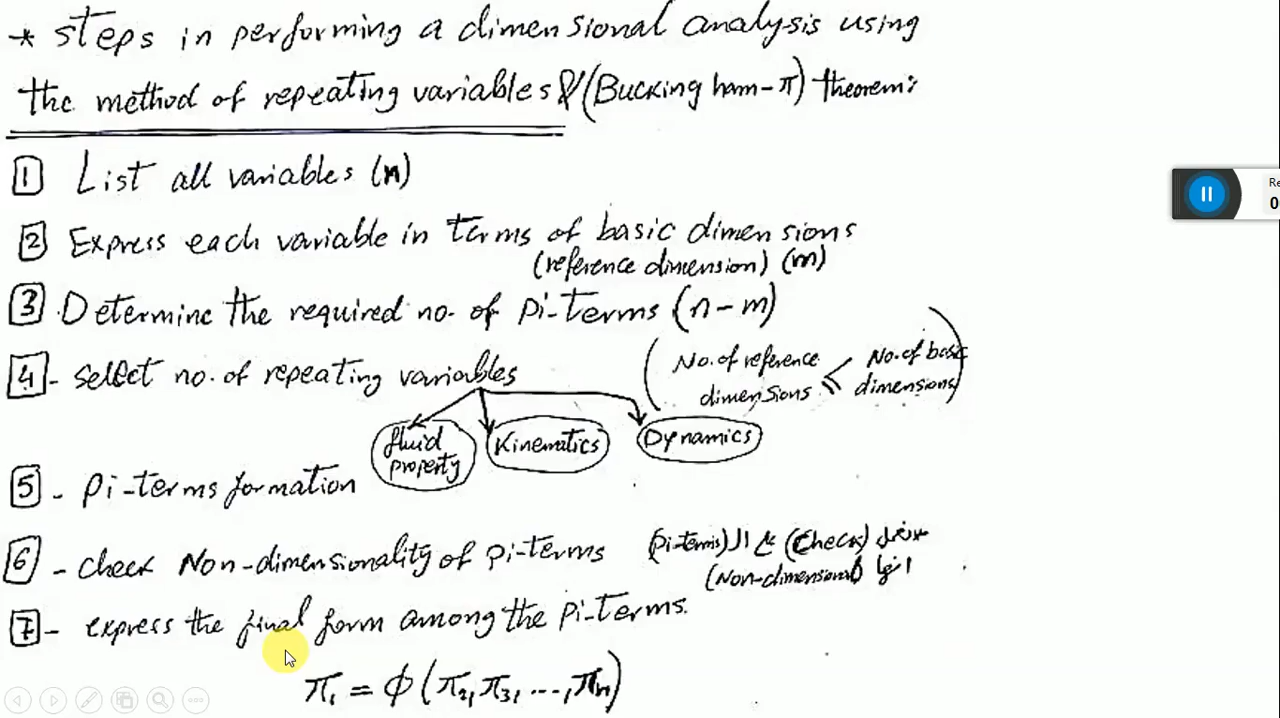 * steps in performing a dimensional analysis using
the method of repeating variables & (Bucking ham-π) theorem:
1 List all variables (n)
2 Express each variable in terms of basic dimensions
(reference dimension) (m)
3 . Determine the required no. of pi-terms (n-m)
4 - select no. of repeating variables
(No. of reference dimensions ≤ No. of basic dimensions)
fluid property Kinematics Dynamics
5 - pi-terms formation
6 - check Non-dimensionality of pi-terms (pi-terms) (check)
(Non-dimensional)
7 - express the final form among the pi-terms.
π₁ = φ (π₂, π₃, ..., πn)
Re
0